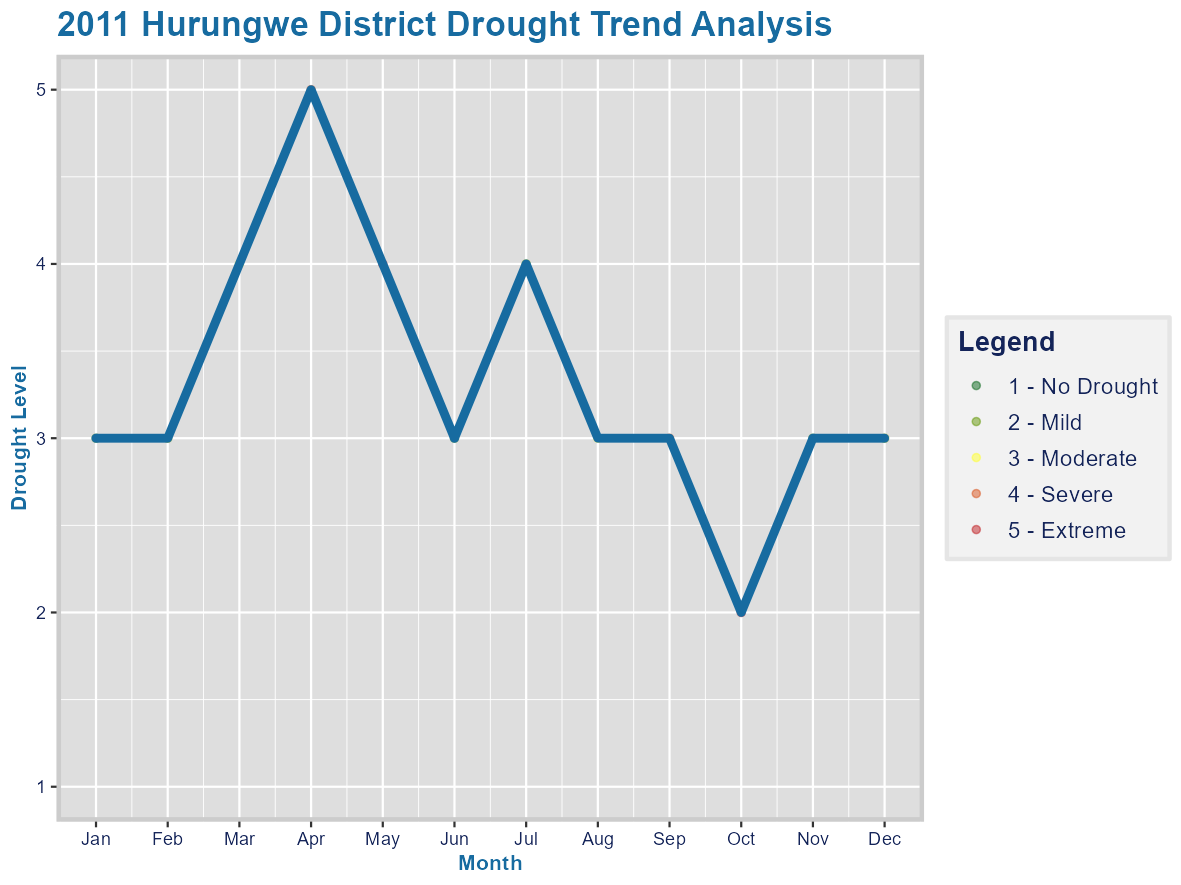 2011 Hurungwe District Drought Trend Analysis
Drought Level
5
4
3
2
1
Jan Feb Mar Apr May Jun Jul Aug Sep Oct Nov Dec
Month
Legend
1 - No Drought
2 - Mild
3 - Moderate
4 - Severe
5 - Extreme